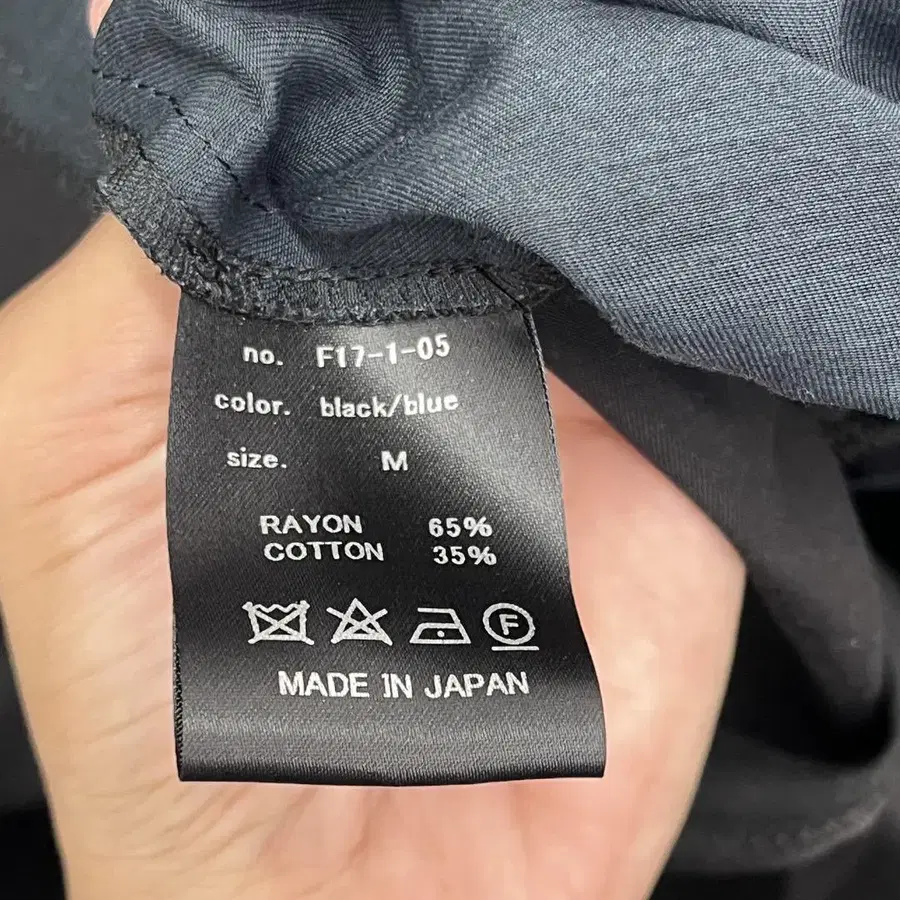 no. F17-1-05
color. black/blue
size. M
RAYON 65%
COTTON 35%
F
MADE IN JAPAN